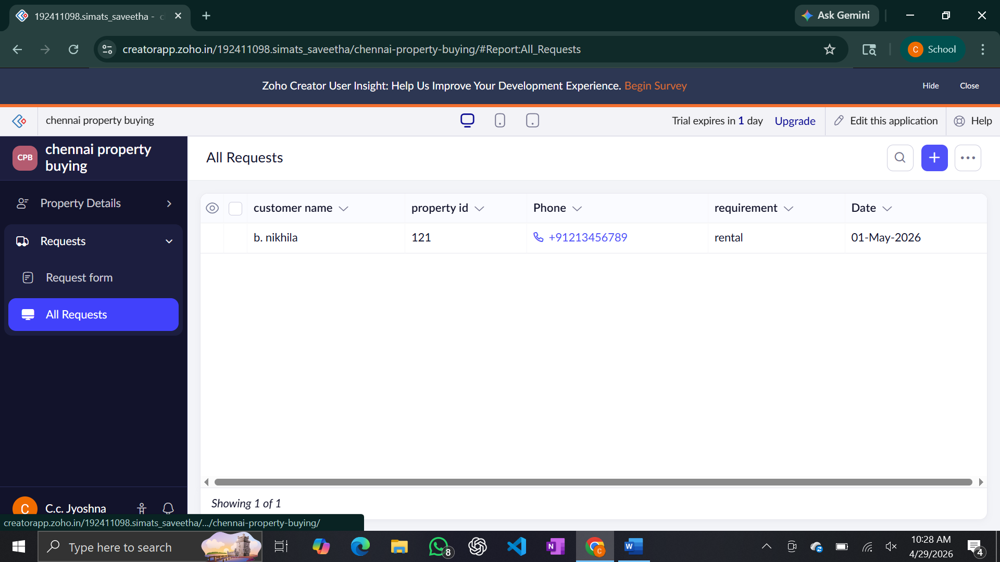 192411098.simats_saveetha -
Ask Gemini
creatorapp.zoho.in/192411098.simats_saveetha/chennai-property-buying/#Report:All_Requests
C School
Zoho Creator User Insight: Help Us Improve Your Development Experience. Begin Survey
Hide
Close
chennai property buying
Trial expires in 1 day
Upgrade
Edit this application
Help
CPB
chennai property
buying
All Requests
Property Details
Requests
Request form
All Requests
customer name
property id
Phone
requirement
Date
b. nikhila
121
+91213456789
rental
01-May-2026
Showing 1 of 1
C
C.c. Jyoshna
creatorapp.zoho.in/192411098.simats_saveetha/.../chennai-property-buying/
Type here to search
8
N
C
W
10:28 AM
4/29/2026
4